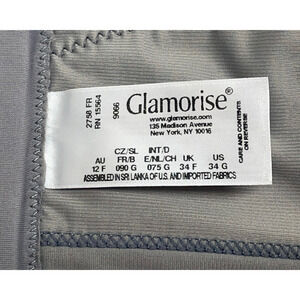 2758 FR
RN 15564
9066
Glamorise®
www.glamorise.com
135 Madison Avenue
New York, NY 10016
CARE AND CONTENTS
ON REVERSE
CZ/SL INT/D
AU FR/B E/NL/CH UK US
12 F 090 G 075 G 34 F 34 G
ASSEMBLED IN SRI LANKA OF U.S. AND IMPORTED FABRICS